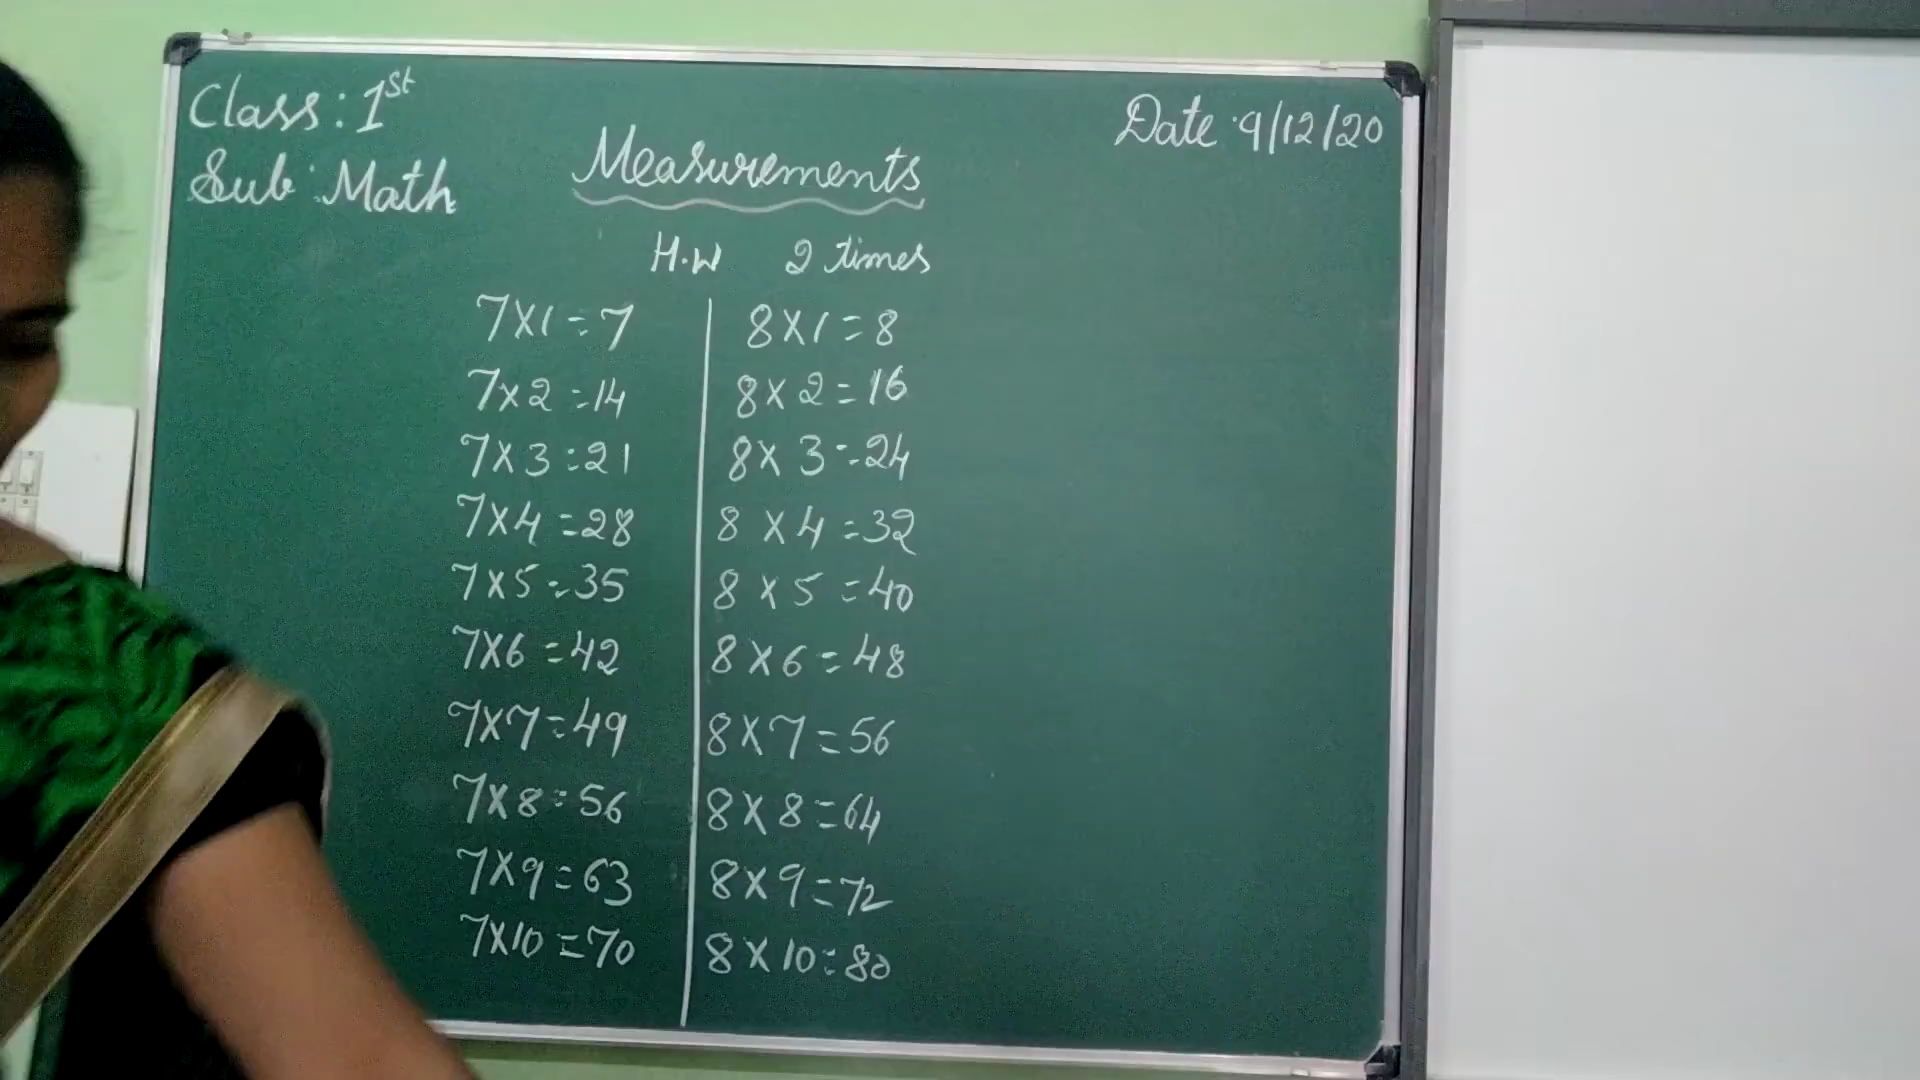 Class: 1st
Date: 9/12/20
Sub: Math
Measurements
H.W 2 times
7X1=7
7x2=14
7x3=21
7x4=28
7x5=35
7x6=42
7x7=49
7x8=56
7x9=63
7x10=70
8X1=8
8x2=16
8x3=24
8x4=32
8x5=40
8x6=48
8x7=56
8x8=64
8x9=72
8x10=80